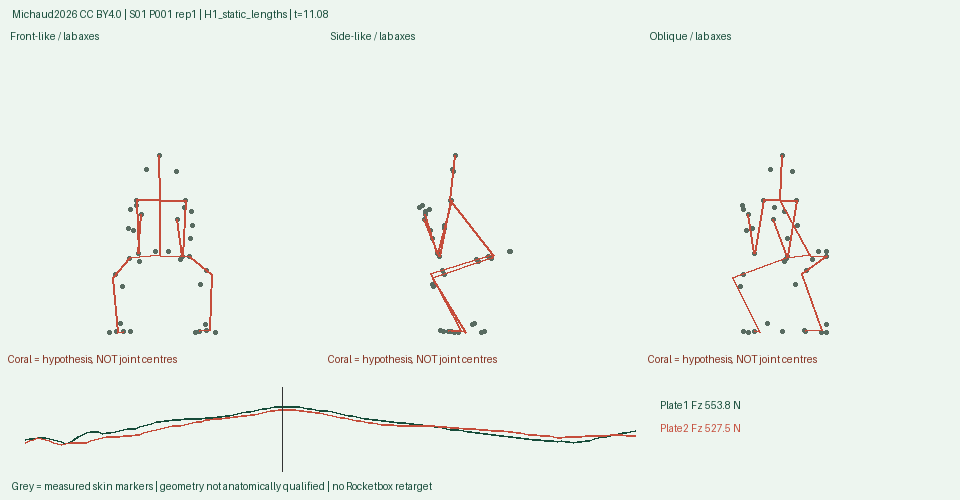 Michaud2026 CC BY4.0 | S01 P001 rep1 | H1_static_lengths | t=11.08
Front-like / lab axes
Side-like / lab axes
Oblique / lab axes
Coral = hypothesis, NOT joint centres
Coral = hypothesis, NOT joint centres
Coral = hypothesis, NOT joint centres
Plate1 Fz 553.8 N
Plate2 Fz 527.5 N
Grey = measured skin markers | geometry not anatomically qualified | no Rocketbox retarget